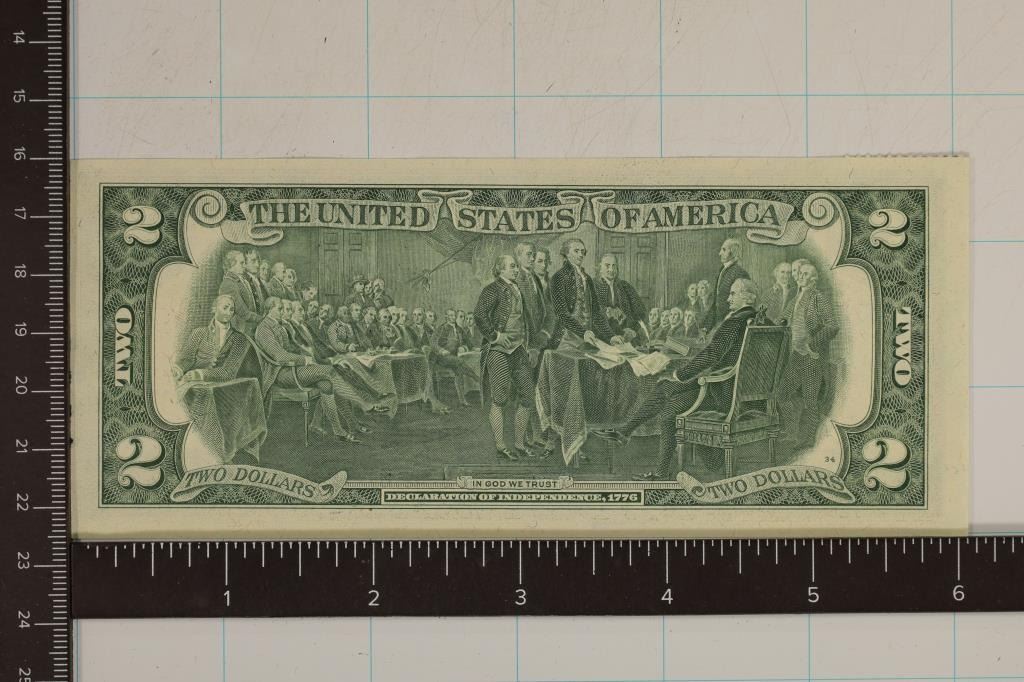 14
15
16
17
18
19
20
21
22
23
24
25
THE UNITED STATES OF AMERICA
2
2
TWO
TWO
2
2
34
TWO DOLLARS
IN GOD WE TRUST
TWO DOLLARS
DECLARATION OF INDEPENDENCE, 1776
1 2 3 4 5 6